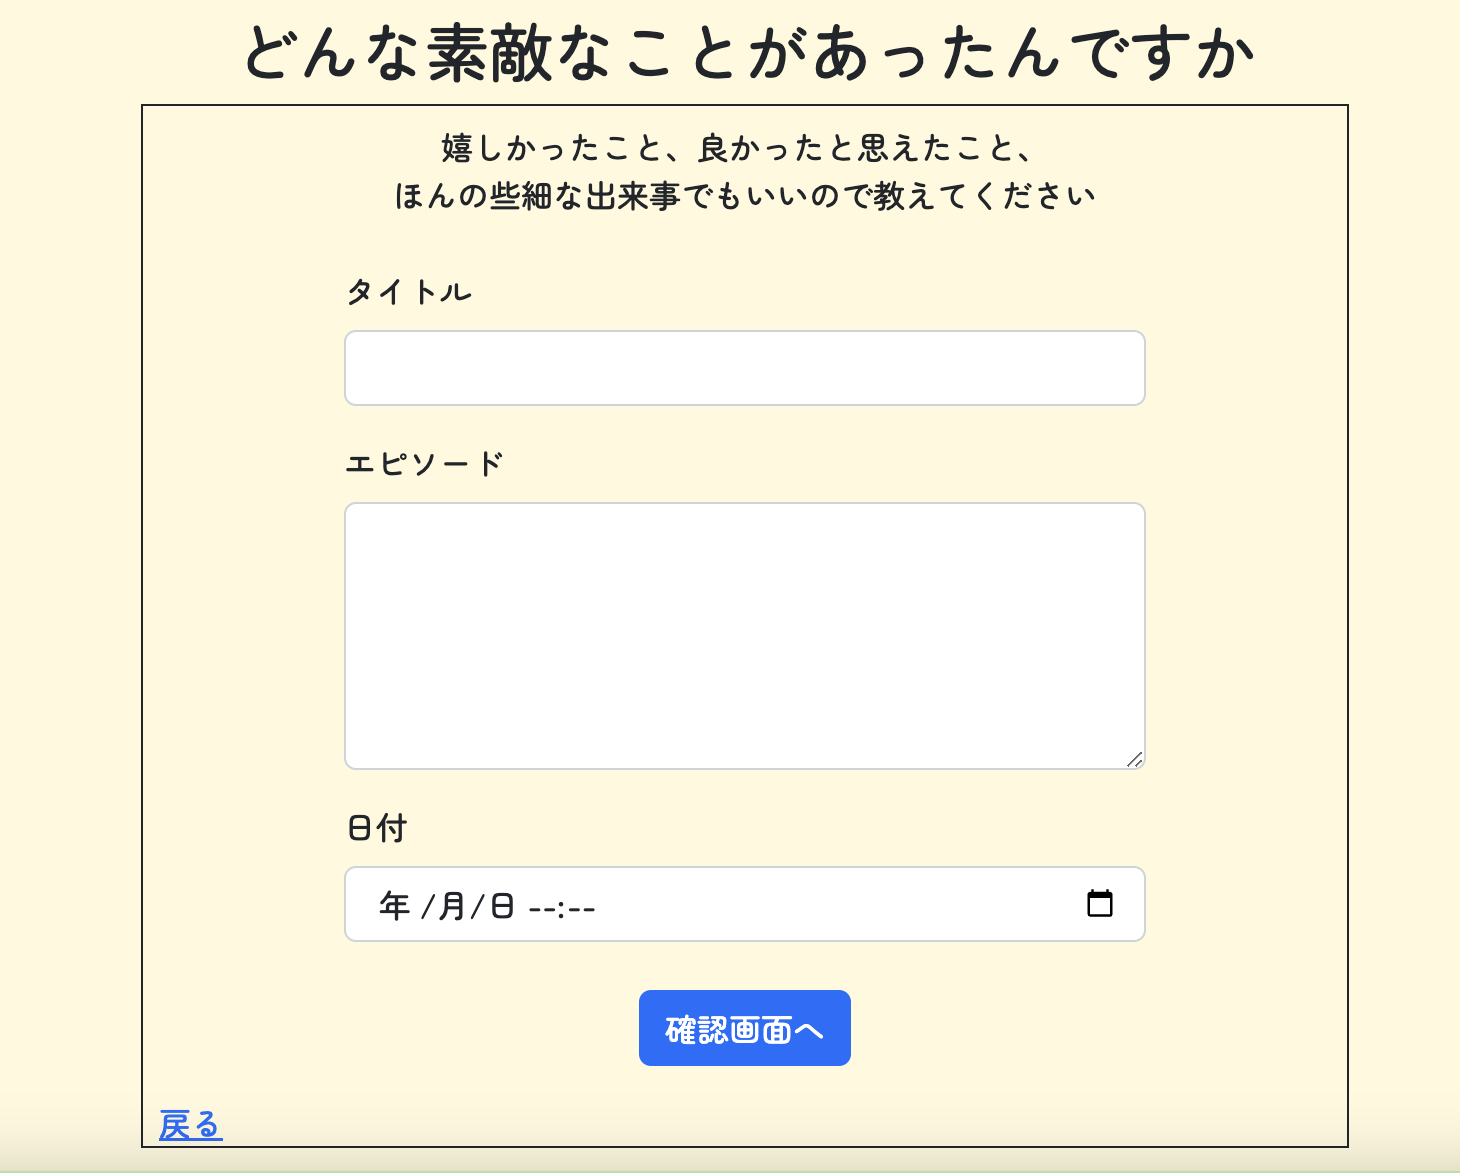 どんな素敵なことがあったんですか
嬉しかったこと、良かったと思えたこと、
ほんの些細な出来事でもいいので教えてください
タイトル
エピソード
日付
年 /月/日 --:--
確認画面へ
戻る